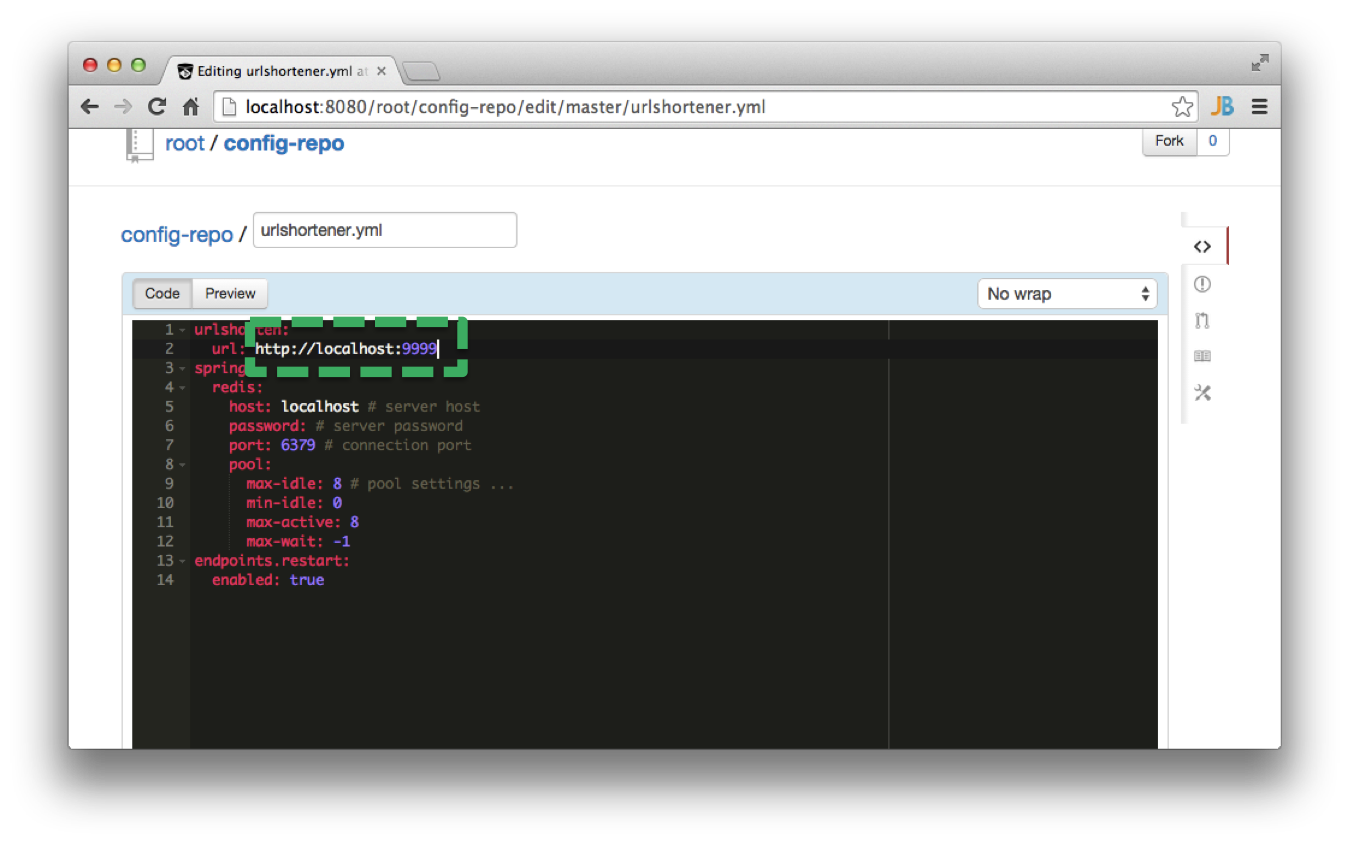 Editing urlshortener.yml at
localhost:8080/root/config-repo/edit/master/urlshortener.yml
JB
root / config-repo
Fork 0
config-repo / urlshortener.yml
Code Preview No wrap
1 urlshorten:
2 url: http://localhost:9999
3 spring
4 redis:
5 host: localhost # server host
6 password: # server password
7 port: 6379 # connection port
8 pool:
9 max-idle: 8 # pool settings ...
10 min-idle: 0
11 max-active: 8
12 max-wait: -1
13 endpoints.restart:
14 enabled: true